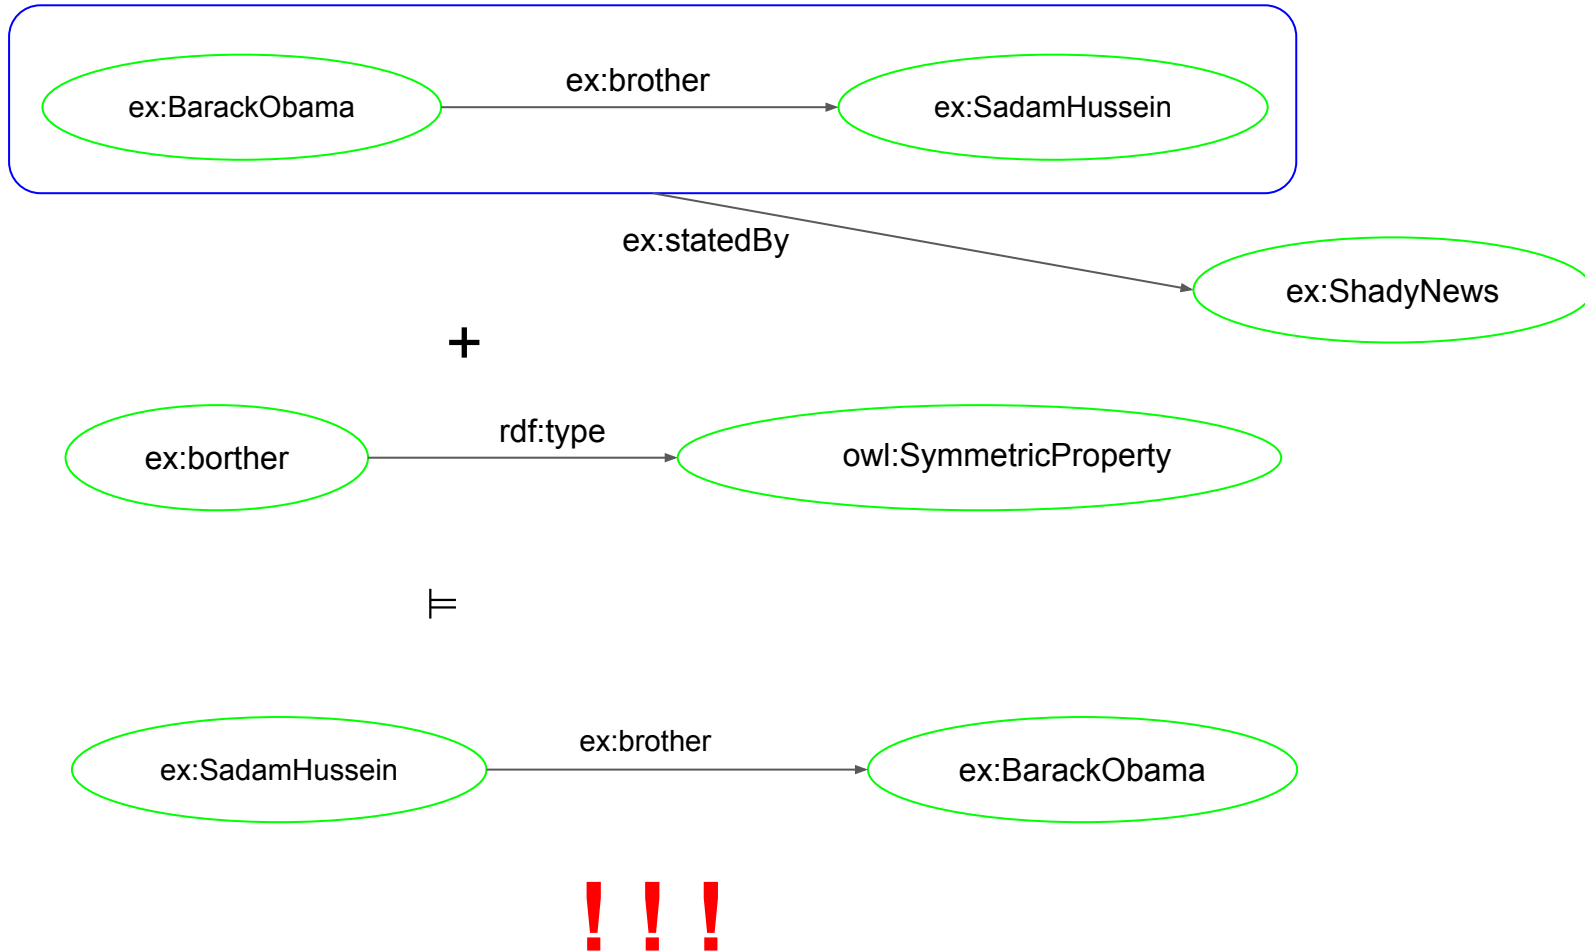 ex:brother
ex:BarackObama
ex:SadamHussein
ex:statedBy
ex:ShadyNews
+
rdf:type
ex:borther
owl:SymmetricProperty
⊨
ex:brother
ex:SadamHussein
ex:BarackObama
! ! !